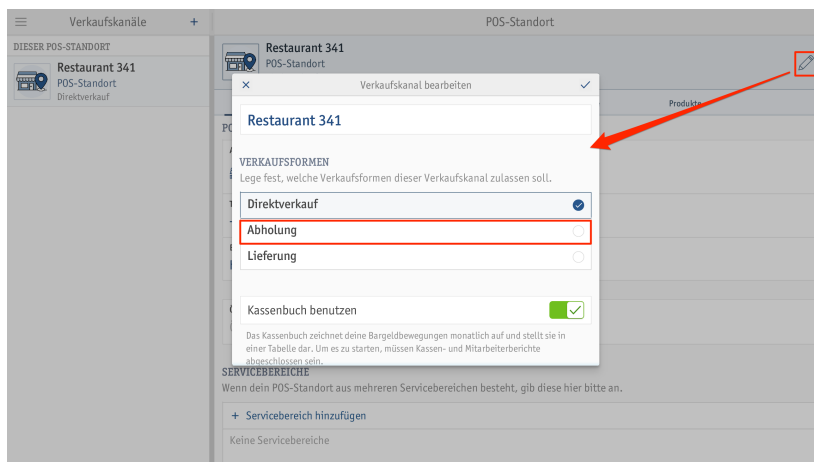 Verkaufskanäle +
POS-Standort
DIESER POS-STANDORT
Restaurant 341
POS-Standort
Direktverkauf
Restaurant 341
POS-Standort
Produkte
Verkaufskanal bearbeiten
Restaurant 341
VERKAUFSFORMEN
Lege fest, welche Verkaufsformen dieser Verkaufskanal zulassen soll.
Direktverkauf
Abholung
Lieferung
Kassenbuch benutzen
Das Kassenbuch zeichnet deine Bargeldbewegungen monatlich auf und stellt sie in
einer Tabelle dar. Um es zu starten, müssen Kassen- und Mitarbeiterberichte
abgeschlossen sein.
SERVICEBEREICHE
Wenn dein POS-Standort aus mehreren Servicebereichen besteht, gib diese hier bitte an.
+ Servicebereich hinzufügen
Keine Servicebereiche